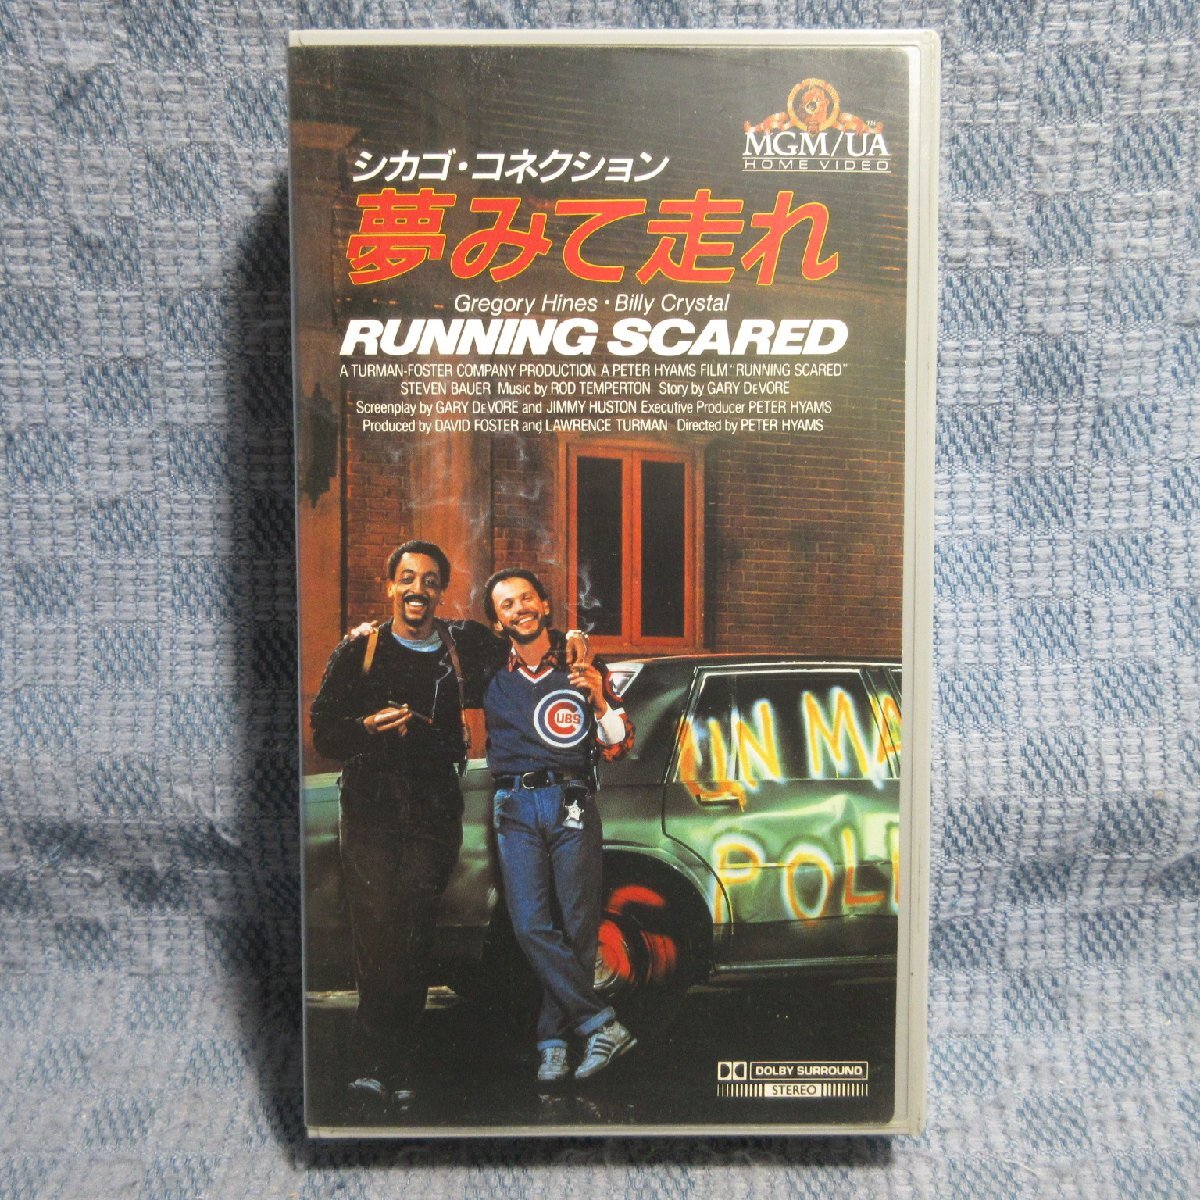 MGM/UA
HOME VIDEO
TM
シカゴ・コネクション
夢みて走れ
Gregory Hines・Billy Crystal
RUNNING SCARED
A TURMAN-FOSTER COMPANY PRODUCTION A PETER HYAMS FILM "RUNNING SCARED"
STEVEN BAUER Music by ROD TEMPERTON Story by GARY DeVORE
Screenplay by GARY DeVORE and JIMMY HUSTON Executive Producer PETER HYAMS
Produced by DAVID FOSTER and LAWRENCE TURMAN Directed by PETER HYAMS
CUBS
UN MA
POLI
DOLBY SURROUND
STEREO